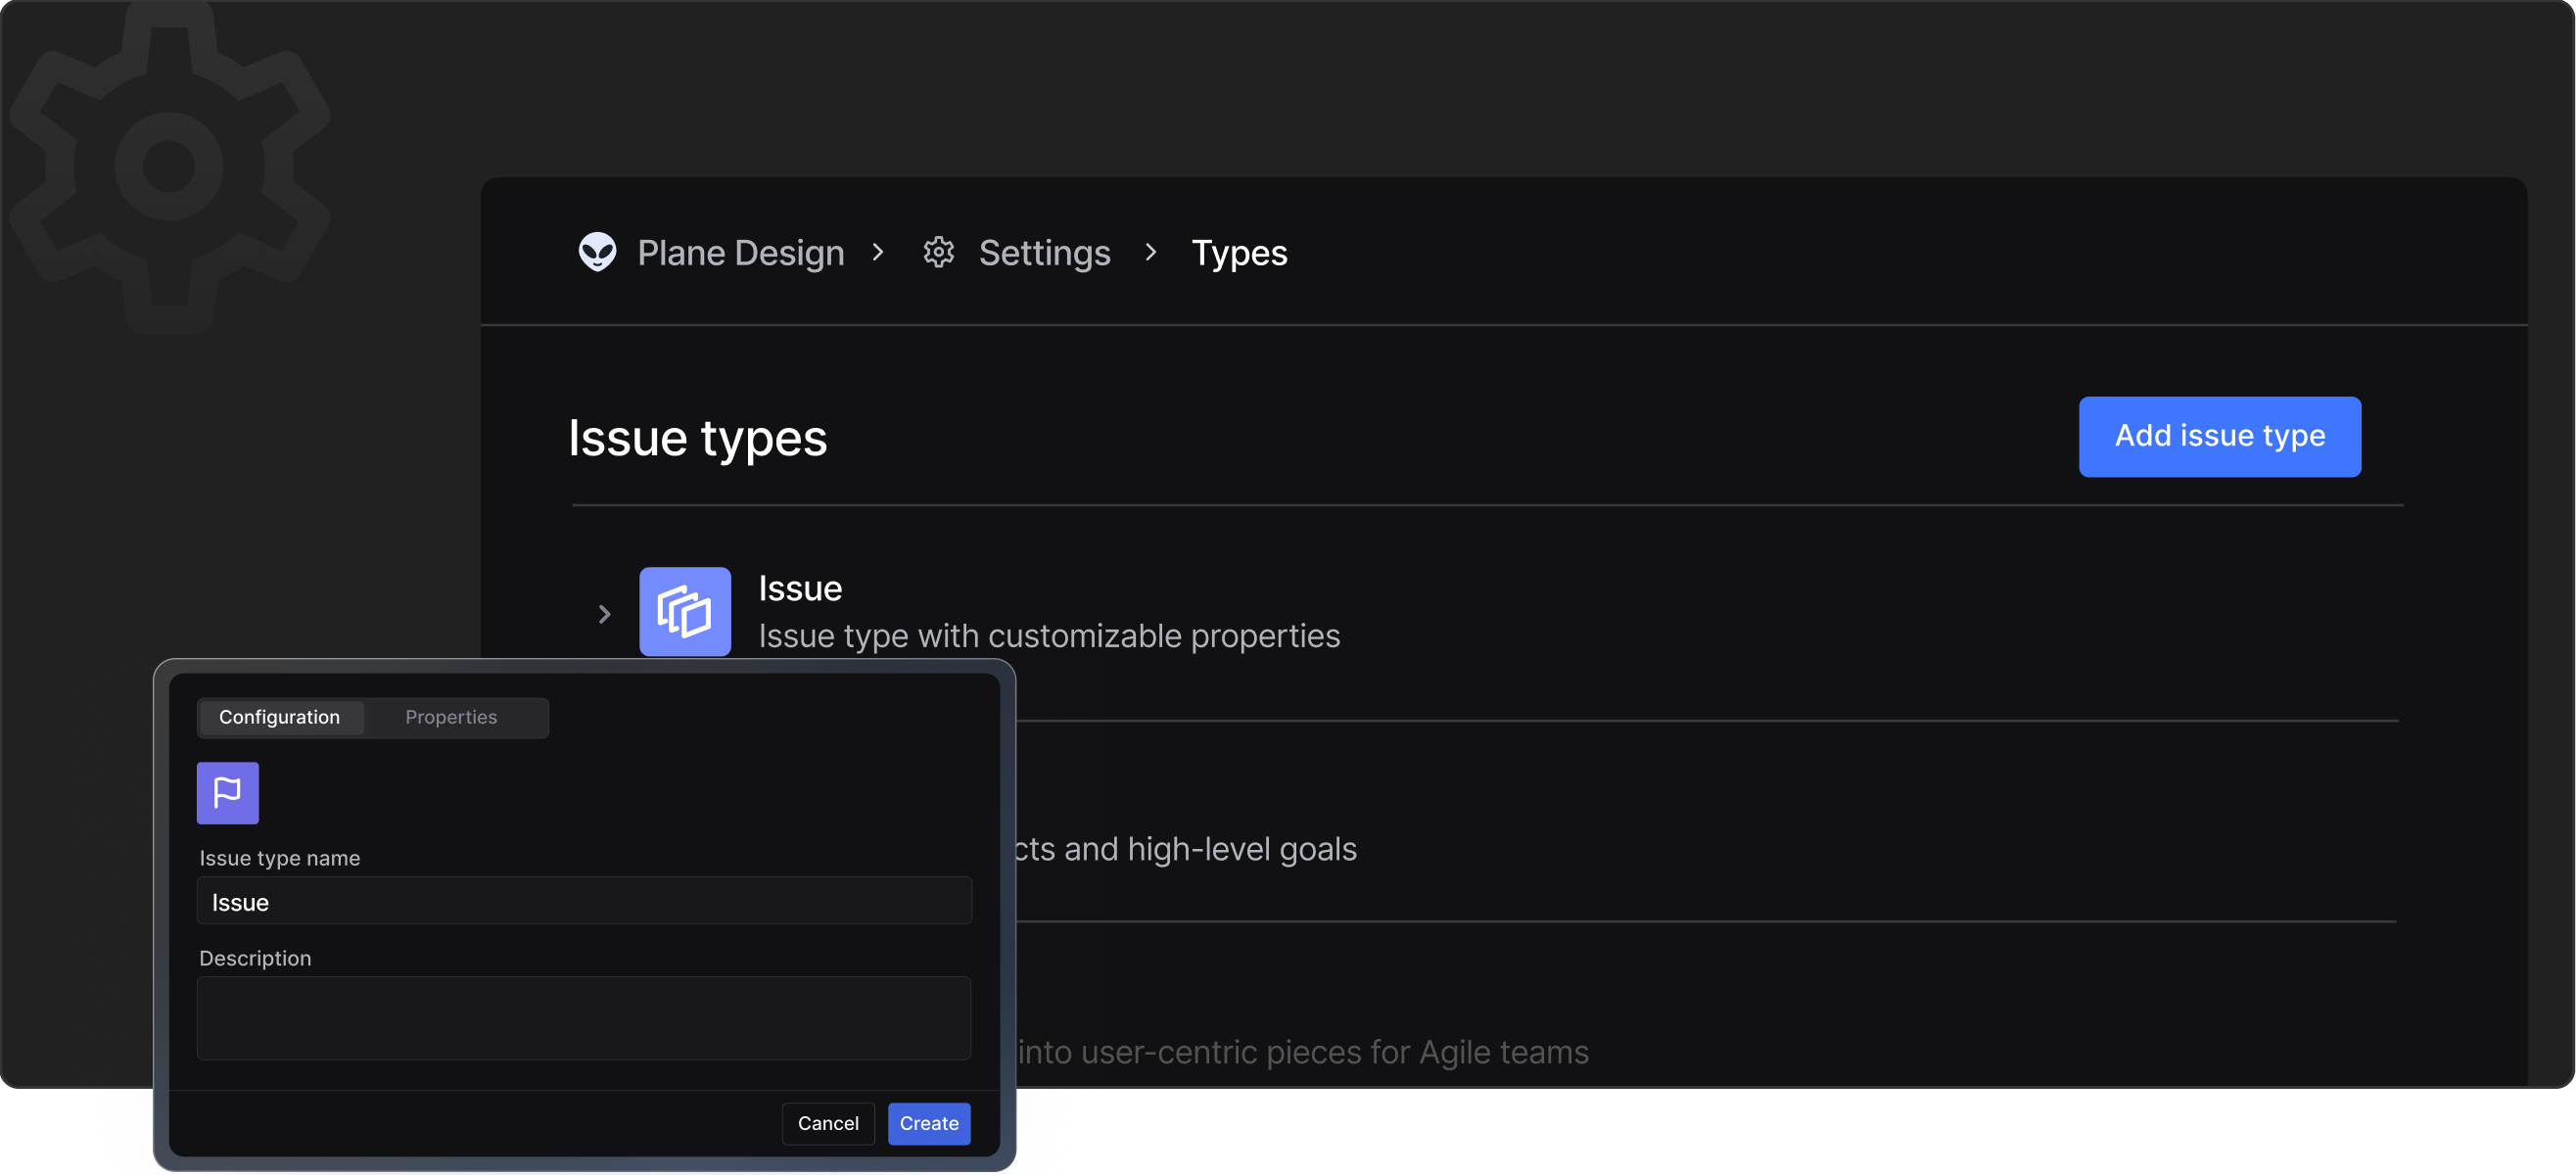 Plane Design > Settings > Types
Issue types
Add issue type
Issue
Issue type with customizable properties
and high-level goals
into user-centric pieces for Agile teams
Configuration Properties
Issue type name
Issue
Description
Cancel Create